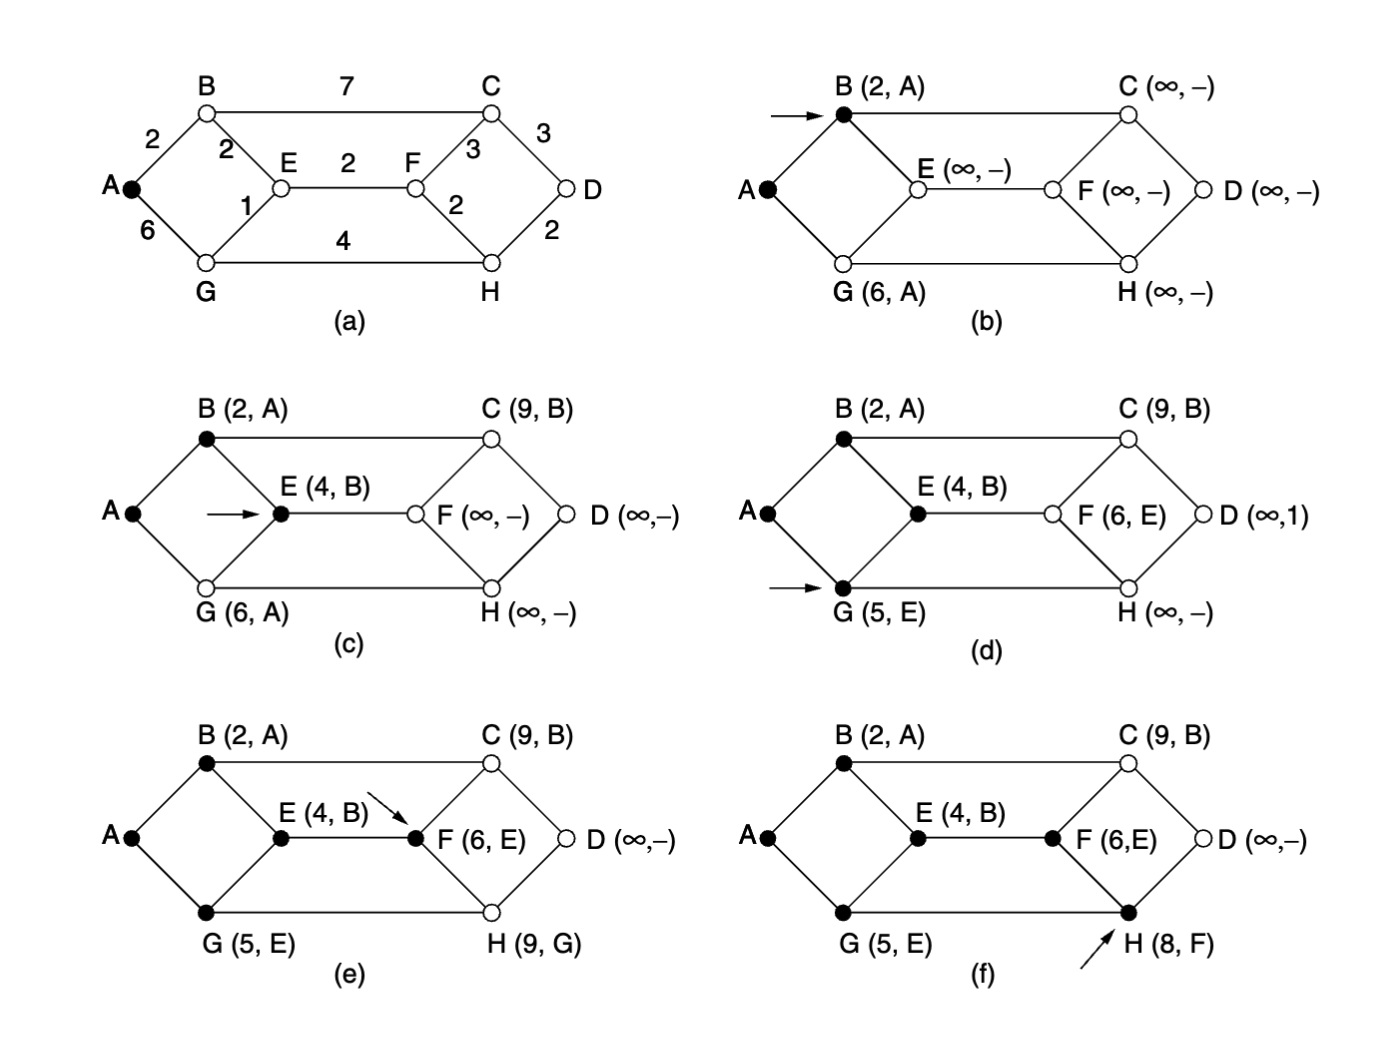 B 7 C
2 2 3 3
A E 2 F D
6 1 2 2
4
G H
(a)
B (2, A) C (∞, –)
E (∞, –)
A F (∞, –) D (∞, –)
G (6, A) H (∞, –)
(b)
B (2, A) C (9, B)
E (4, B)
A F (∞, –) D (∞,–)
G (6, A) H (∞, –)
(c)
B (2, A) C (9, B)
E (4, B)
A F (6, E) D (∞,1)
G (5, E) H (∞, –)
(d)
B (2, A) C (9, B)
E (4, B)
A F (6, E) D (∞,–)
G (5, E) H (9, G)
(e)
B (2, A) C (9, B)
E (4, B)
A F (6,E) D (∞,–)
G (5, E) H (8, F)
(f)